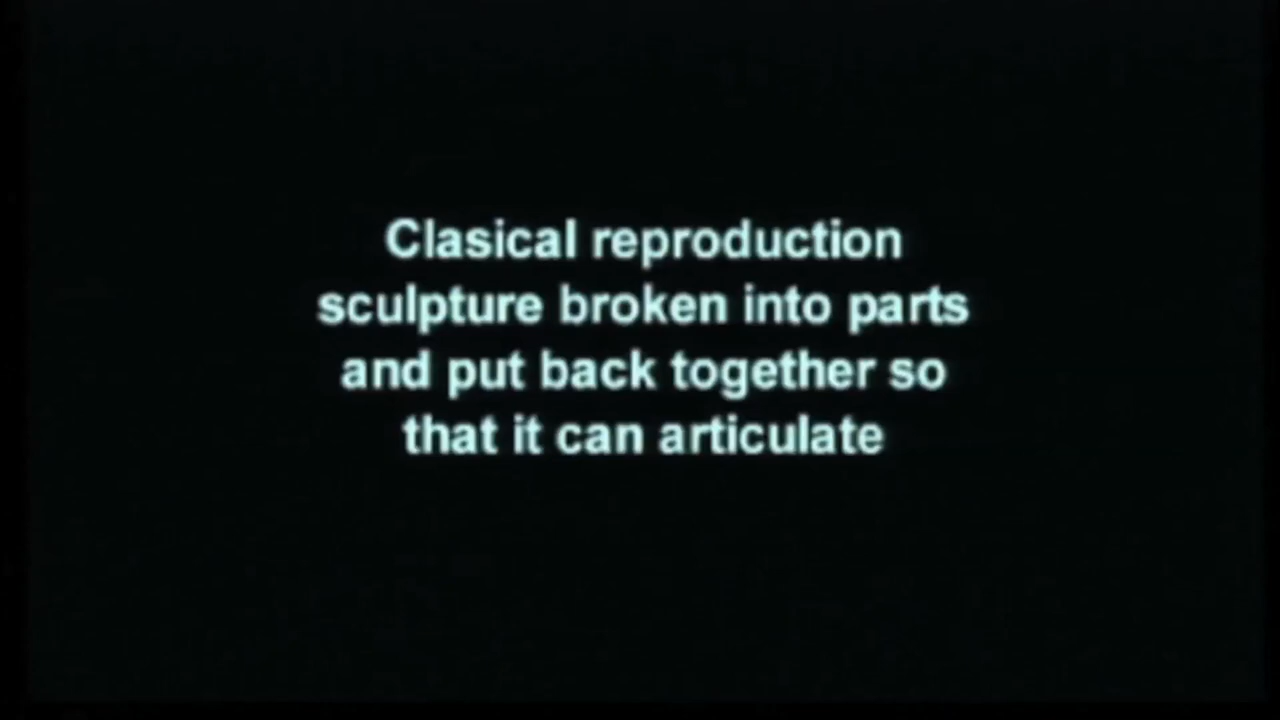 Clasical reproduction
sculpture broken into parts
and put back together so
that it can articulate